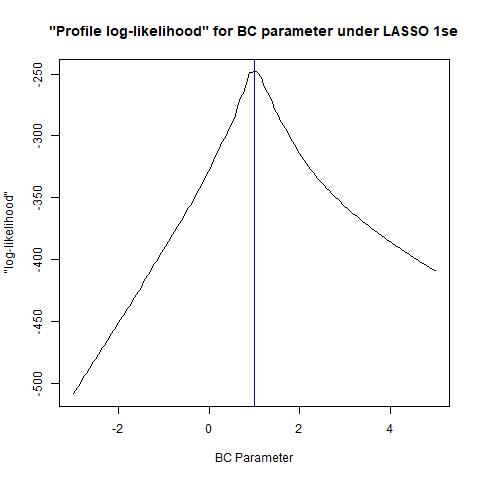 "Profile log-likelihood" for BC parameter under LASSO 1se
"log-likelihood"
-250
-300
-350
-400
-450
-500
-2 0 2 4
BC Parameter